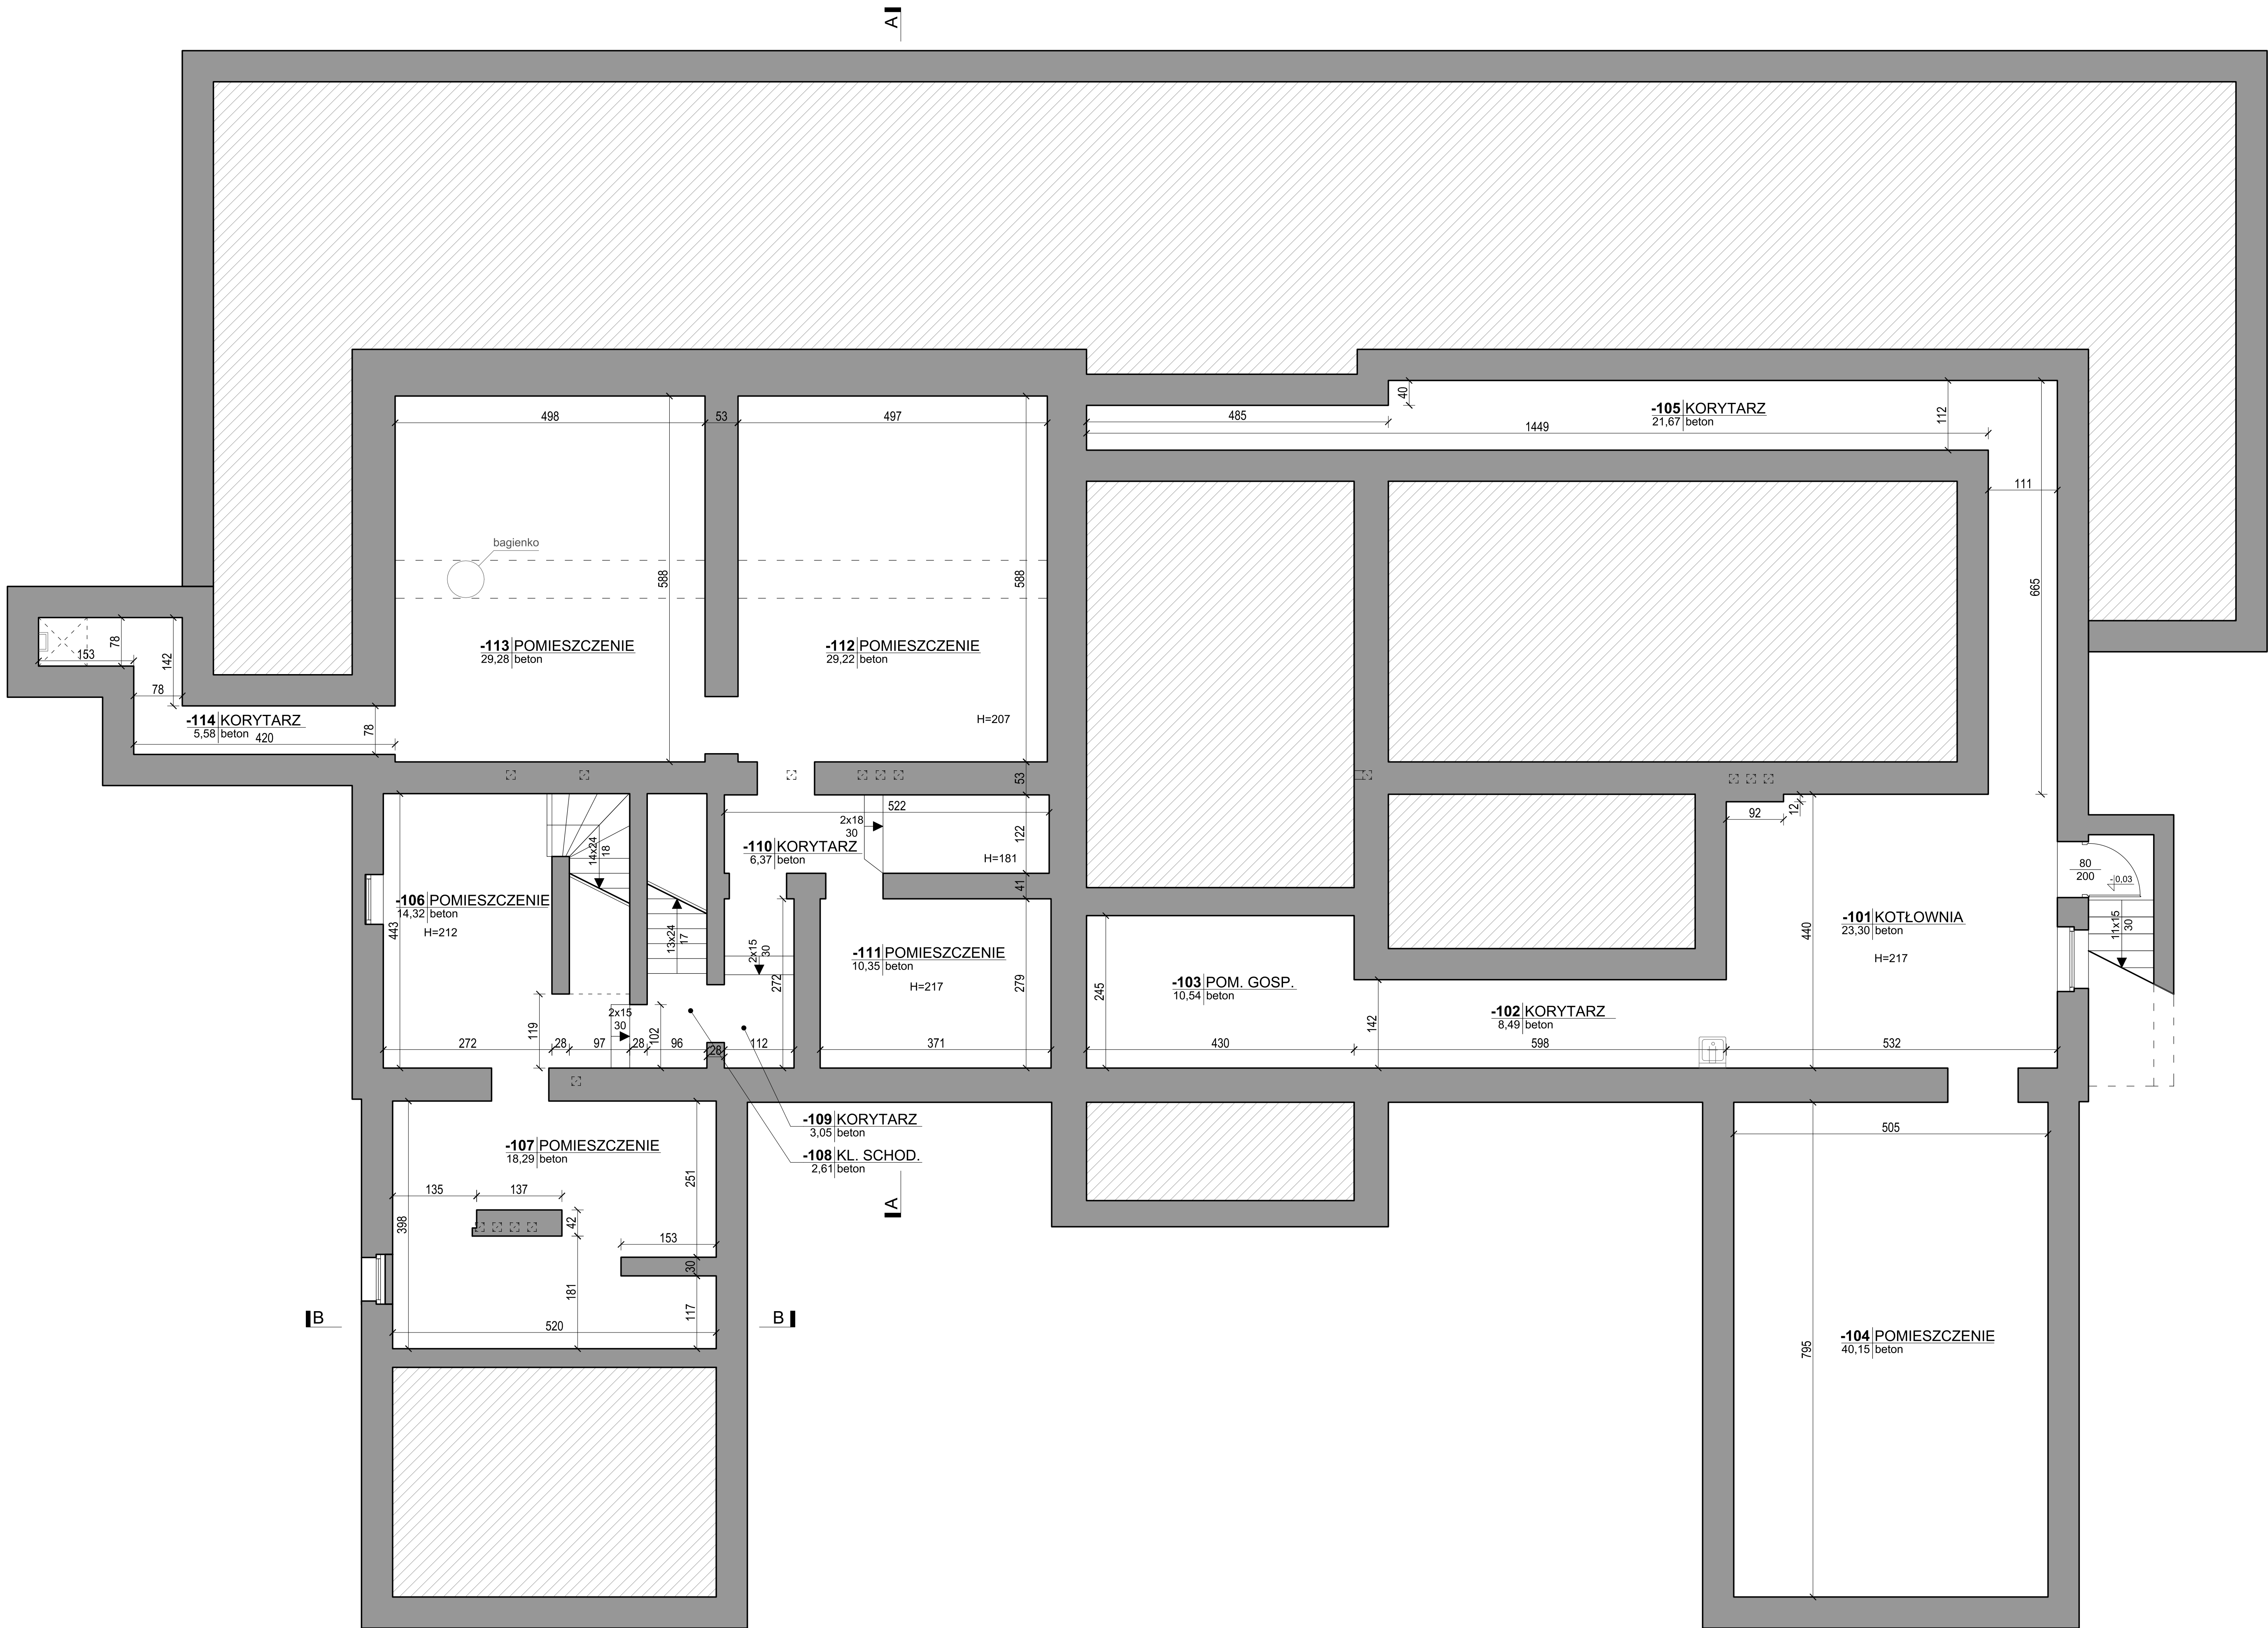 A
498
53
497
588
588
bagienko
-113 POMIESZCZENIE
29,28 beton
-112 POMIESZCZENIE
29,22 beton
H=207
40
485
1449
-105 KORYTARZ
21,67 beton
112
111
665
78
142
153
78
-114 KORYTARZ
5,58 beton
420
78
53
522
2x18
30
122
-110 KORYTARZ
6,37 beton
H=181
41
14x24
18
-106 POMIESZCZENIE
14,32 beton
H=212
443
13x24
17
2x15
30
272
-111 POMIESZCZENIE
10,35 beton
H=217
279
119
2x15
30
102
272
28
97
28
96
28
112
371
245
-103 POM. GOSP.
10,54 beton
142
-102 KORYTARZ
8,49 beton
430
598
532
92
12
440
-101 KOTŁOWNIA
23,30 beton
H=217
80
200
-0,03
11x15
30
-109 KORYTARZ
3,05 beton
-108 KL. SCHOD.
2,61 beton
-107 POMIESZCZENIE
18,29 beton
251
135
137
42
398
153
30
181
117
520
A
B
B
505
795
-104 POMIESZCZENIE
40,15 beton